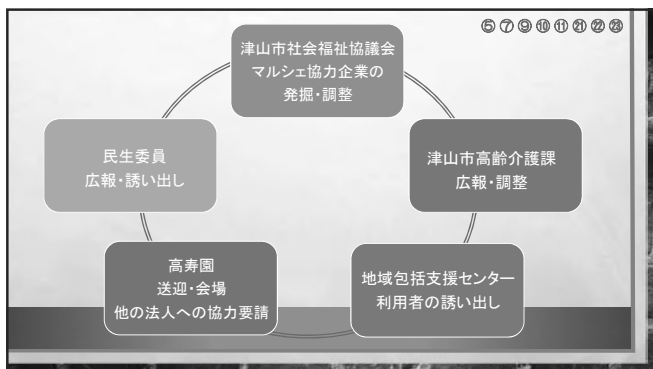 ⑤⑦⑨⑩⑪㉑㉒㉓
津山市社会福祉協議会
マルシェ協力企業の
発掘・調整
津山市高齢介護課
広報・調整
地域包括支援センター
利用者の誘い出し
高寿園
送迎・会場
他の法人への協力要請
民生委員
広報・誘い出し